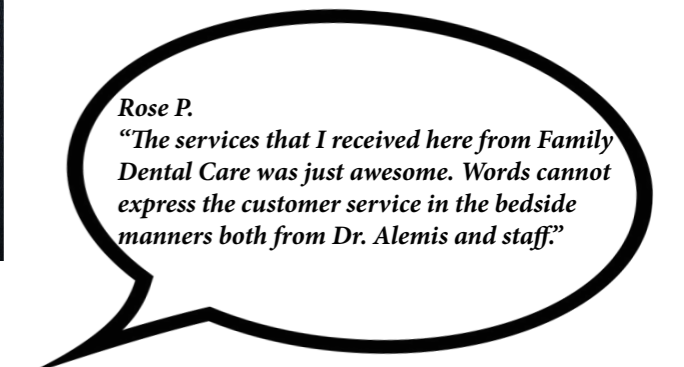 Rose P.
“The services that I received here from Family
Dental Care was just awesome. Words cannot
express the customer service in the bedside
manners both from Dr. Alemis and staff.”